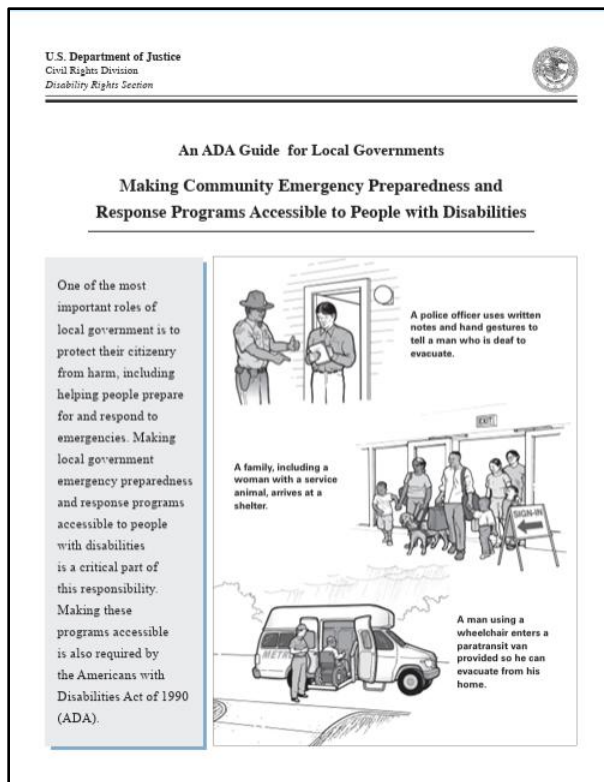 U.S. Department of Justice
Civil Rights Division
Disability Rights Section
An ADA Guide for Local Governments
Making Community Emergency Preparedness and
Response Programs Accessible to People with Disabilities
One of the most
important roles of
local government is to
protect their citizenry
from harm, including
helping people prepare
for and respond to
emergencies. Making
local government
emergency preparedness
and response programs
accessible to people
with disabilities
is a critical part of
this responsibility.
Making these
programs accessible
is also required by
the Americans with
Disabilities Act of 1990
(ADA).
A police officer uses written
notes and hand gestures to
tell a man who is deaf to
evacuate.
EXIT
A family, including a
woman with a service
animal, arrives at a
shelter.
SIGN-IN
METRO
A man using a
wheelchair enters a
paratransit van
provided so he can
evacuate from his
home.